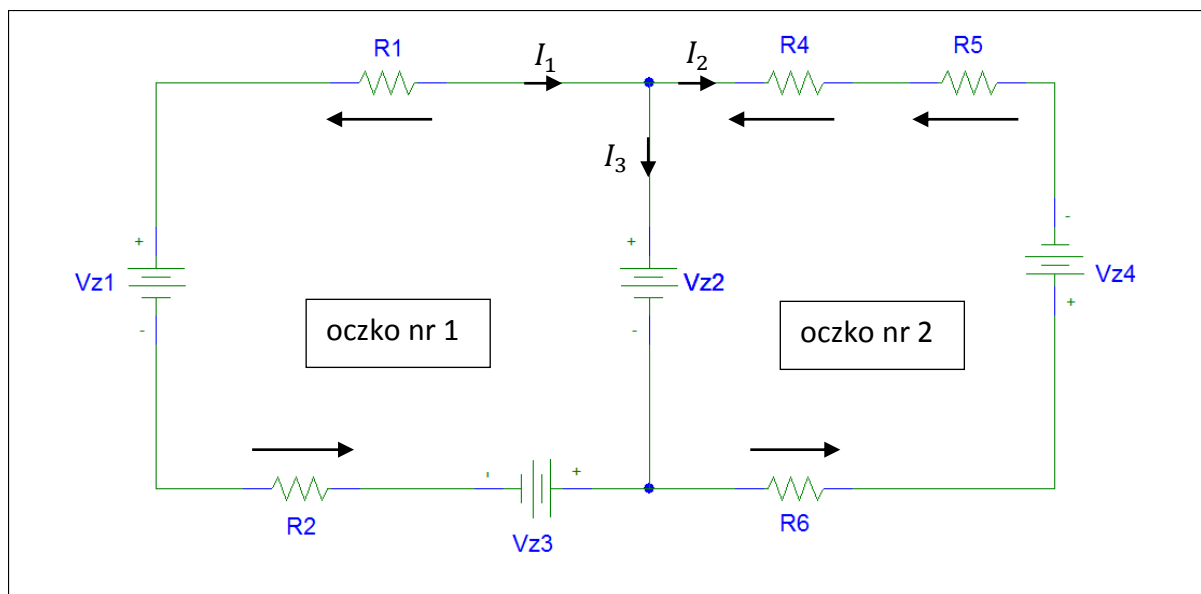 R1
I₁
I₂
R4
R5
I₃
+
+
-
Vz1
Vz2
Vz4
-
-
+
oczko nr 1
oczko nr 2
-
+
R2
Vz3
R6